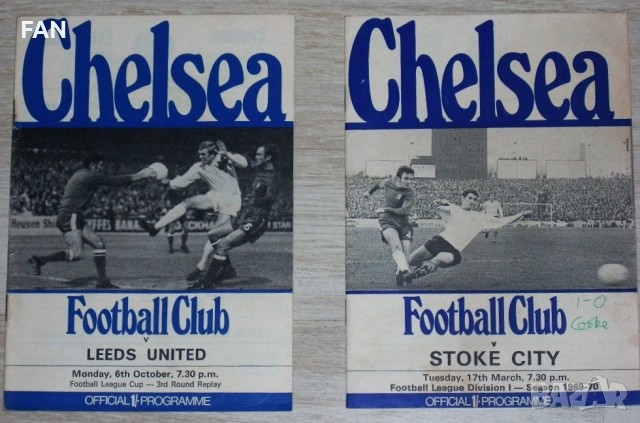 FAN
Chelsea
Football Club
v
LEEDS UNITED
Monday, 6th October, 7.30 p.m.
Football League Cup — 3rd Round Replay
OFFICIAL 1/- PROGRAMME
Chelsea
Football Club
1-0
Cooke
v
STOKE CITY
Tuesday, 17th March, 7.30 p.m.
Football League Division I — Season 1969-70
OFFICIAL 1/- PROGRAMME
BAZAR